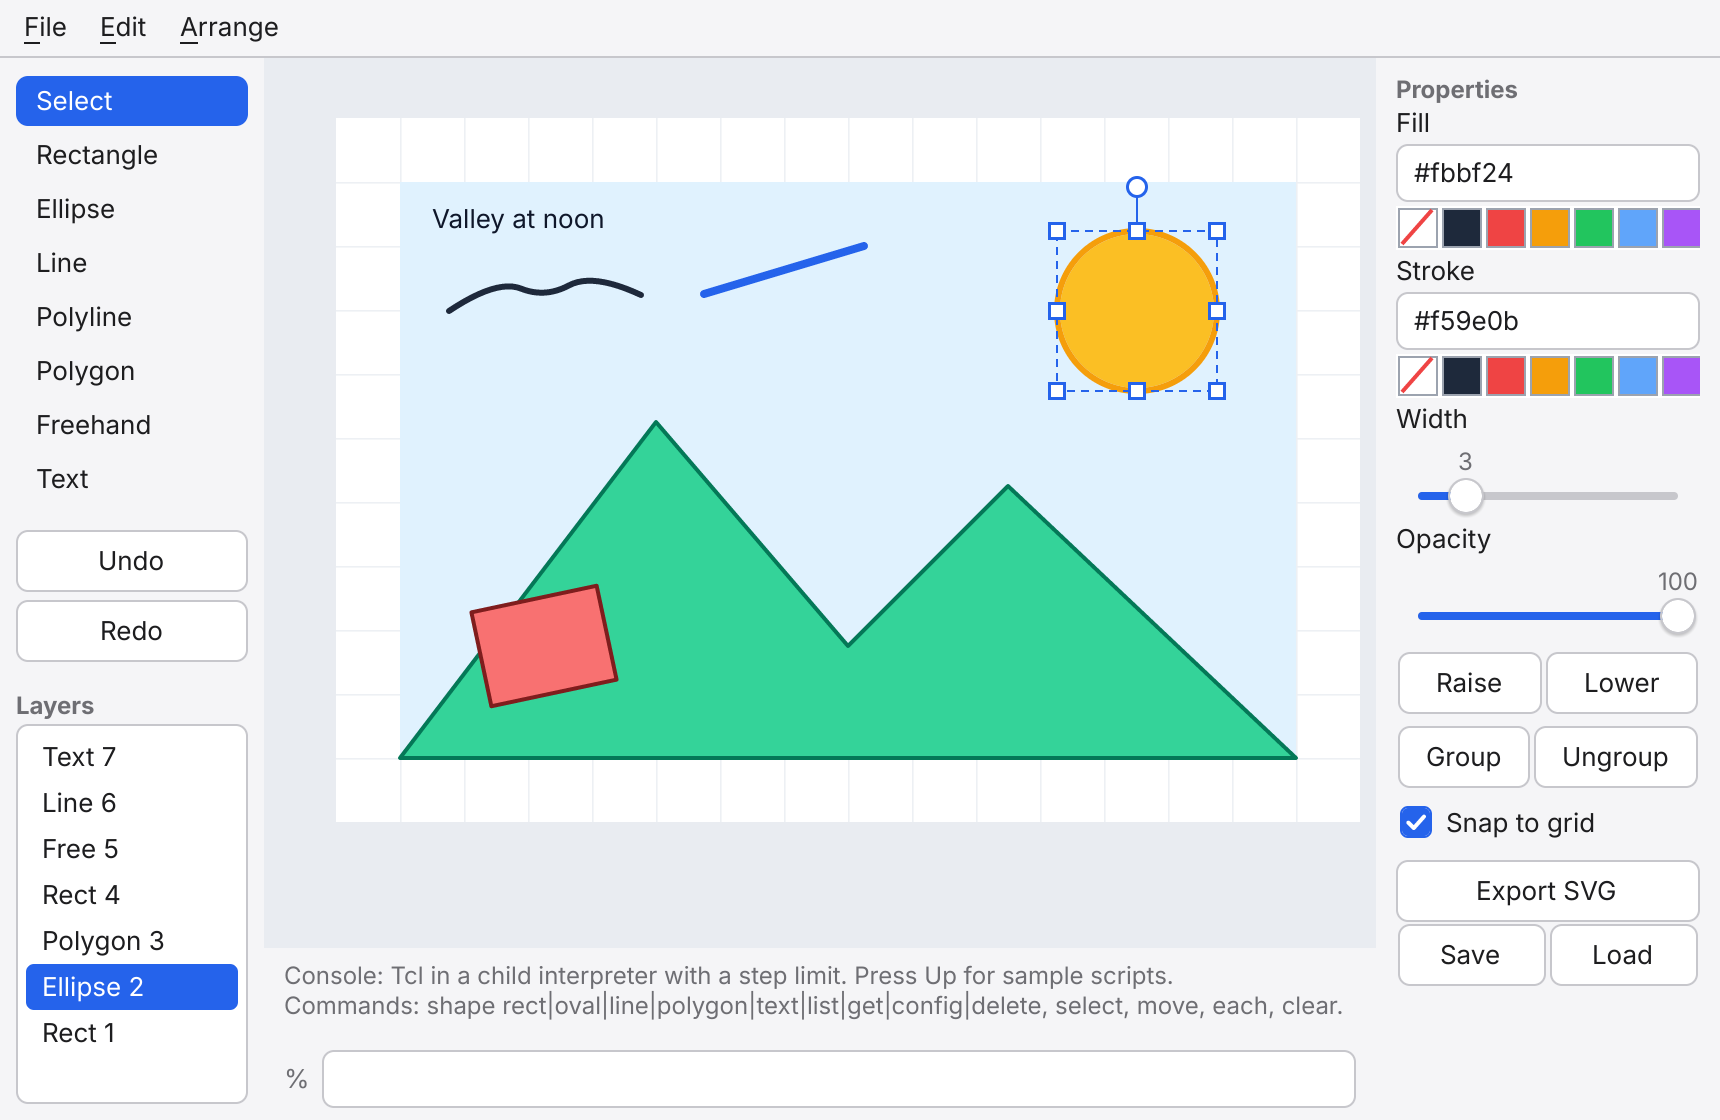 File Edit Arrange
Select
Rectangle
Ellipse
Line
Polyline
Polygon
Freehand
Text
Undo
Redo
Layers
Text 7
Line 6
Free 5
Rect 4
Polygon 3
Ellipse 2
Rect 1
Valley at noon
Console: Tcl in a child interpreter with a step limit. Press Up for sample scripts.
Commands: shape rect|oval|line|polygon|text|list|get|config|delete, select, move, each, clear.
%
Properties
Fill
#fbbf24
Stroke
#f59e0b
Width
3
Opacity
100
Raise Lower
Group Ungroup
Snap to grid
Export SVG
Save Load